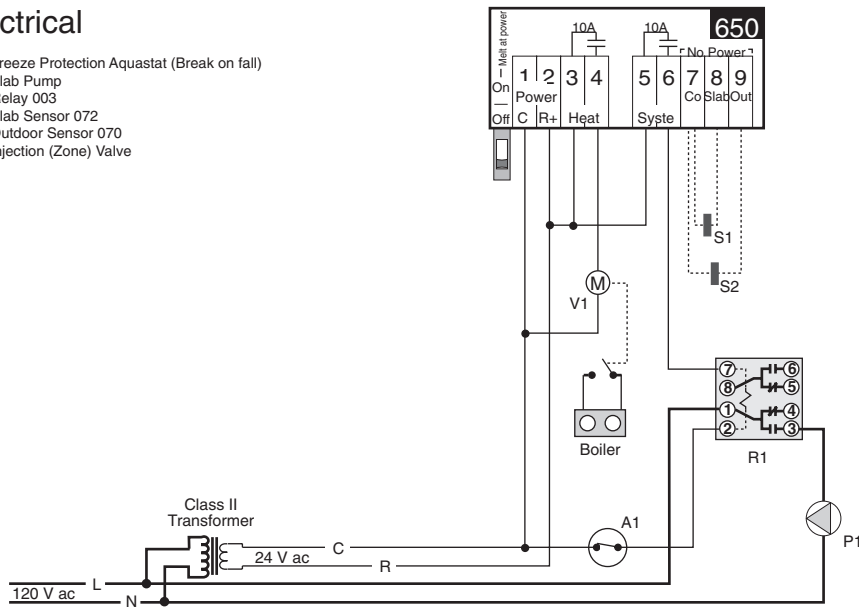 ctrical
reeze Protection Aquastat (Break on fall)
lab Pump
elay 003
lab Sensor 072
utdoor Sensor 070
jection (Zone) Valve
650
Melt at power
On
Off
10A
10A
No Power
1 2 3 4 5 6 7 8 9
Power
Co Slab Out
C R+ Heat Syste
S1
S2
M
V1
Boiler
7 6
8 5
1 4
2 3
R1
A1
P1
Class II
Transformer
C
24 V ac
R
L
120 V ac
N